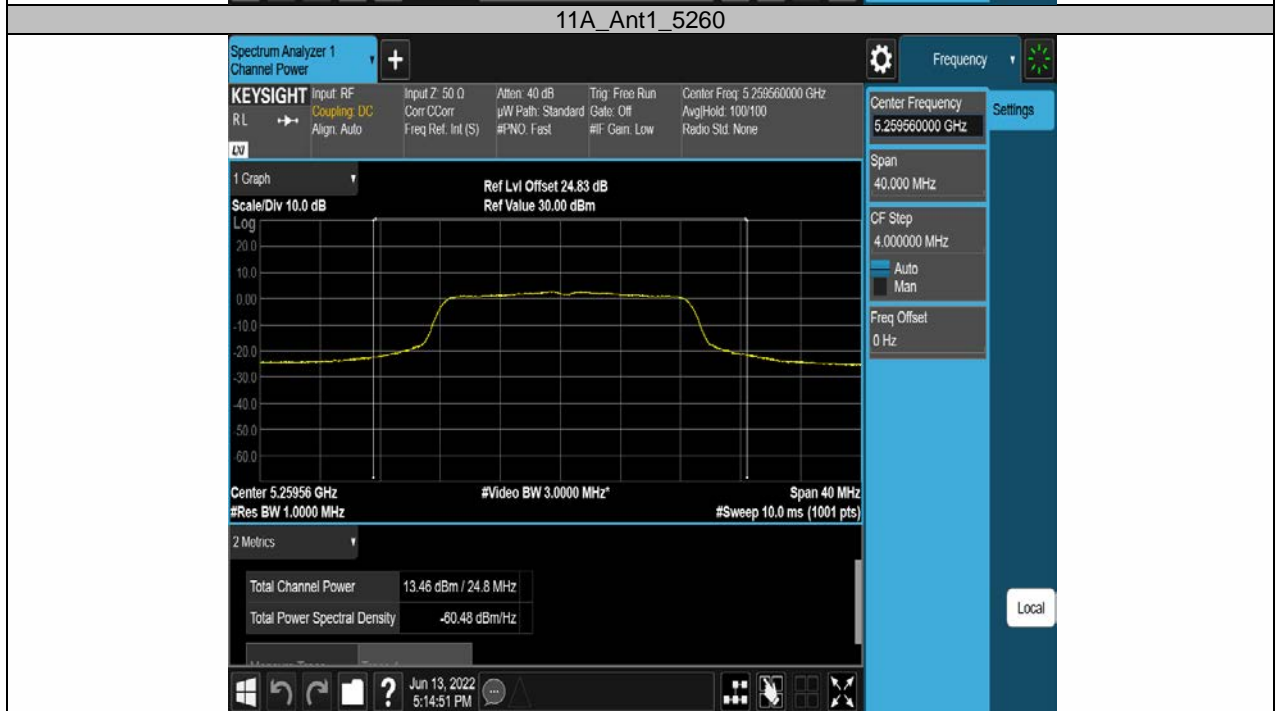 11A_Ant1_5260
Spectrum Analyzer 1
Channel Power
+
Frequency
KEYSIGHT
RL
LXI
Input: RF
Coupling: DC
Align: Auto
Input Z: 50 Ω
Corr CCorr
Freq Ref: Int (S)
Atten: 40 dB
µW Path: Standard
#PNO: Fast
Trig: Free Run
Gate: Off
#IF Gain: Low
Center Freq: 5.259560000 GHz
Avg|Hold: 100/100
Radio Std: None
Center Frequency
5.259560000 GHz
Settings
Span
40.000 MHz
CF Step
4.000000 MHz
Auto
Man
Freq Offset
0 Hz
Local
1 Graph
Scale/Div 10.0 dB
Ref Lvl Offset 24.83 dB
Ref Value 30.00 dBm
Log
20.0
10.0
0.00
-10.0
-20.0
-30.0
-40.0
-50.0
-60.0
Center 5.25956 GHz
#Video BW 3.0000 MHz*
Span 40 MHz
#Res BW 1.0000 MHz
#Sweep 10.0 ms (1001 pts)
2 Metrics
Total Channel Power 13.46 dBm / 24.8 MHz
Total Power Spectral Density -60.48 dBm/Hz
?
Jun 13, 2022
5:14:51 PM